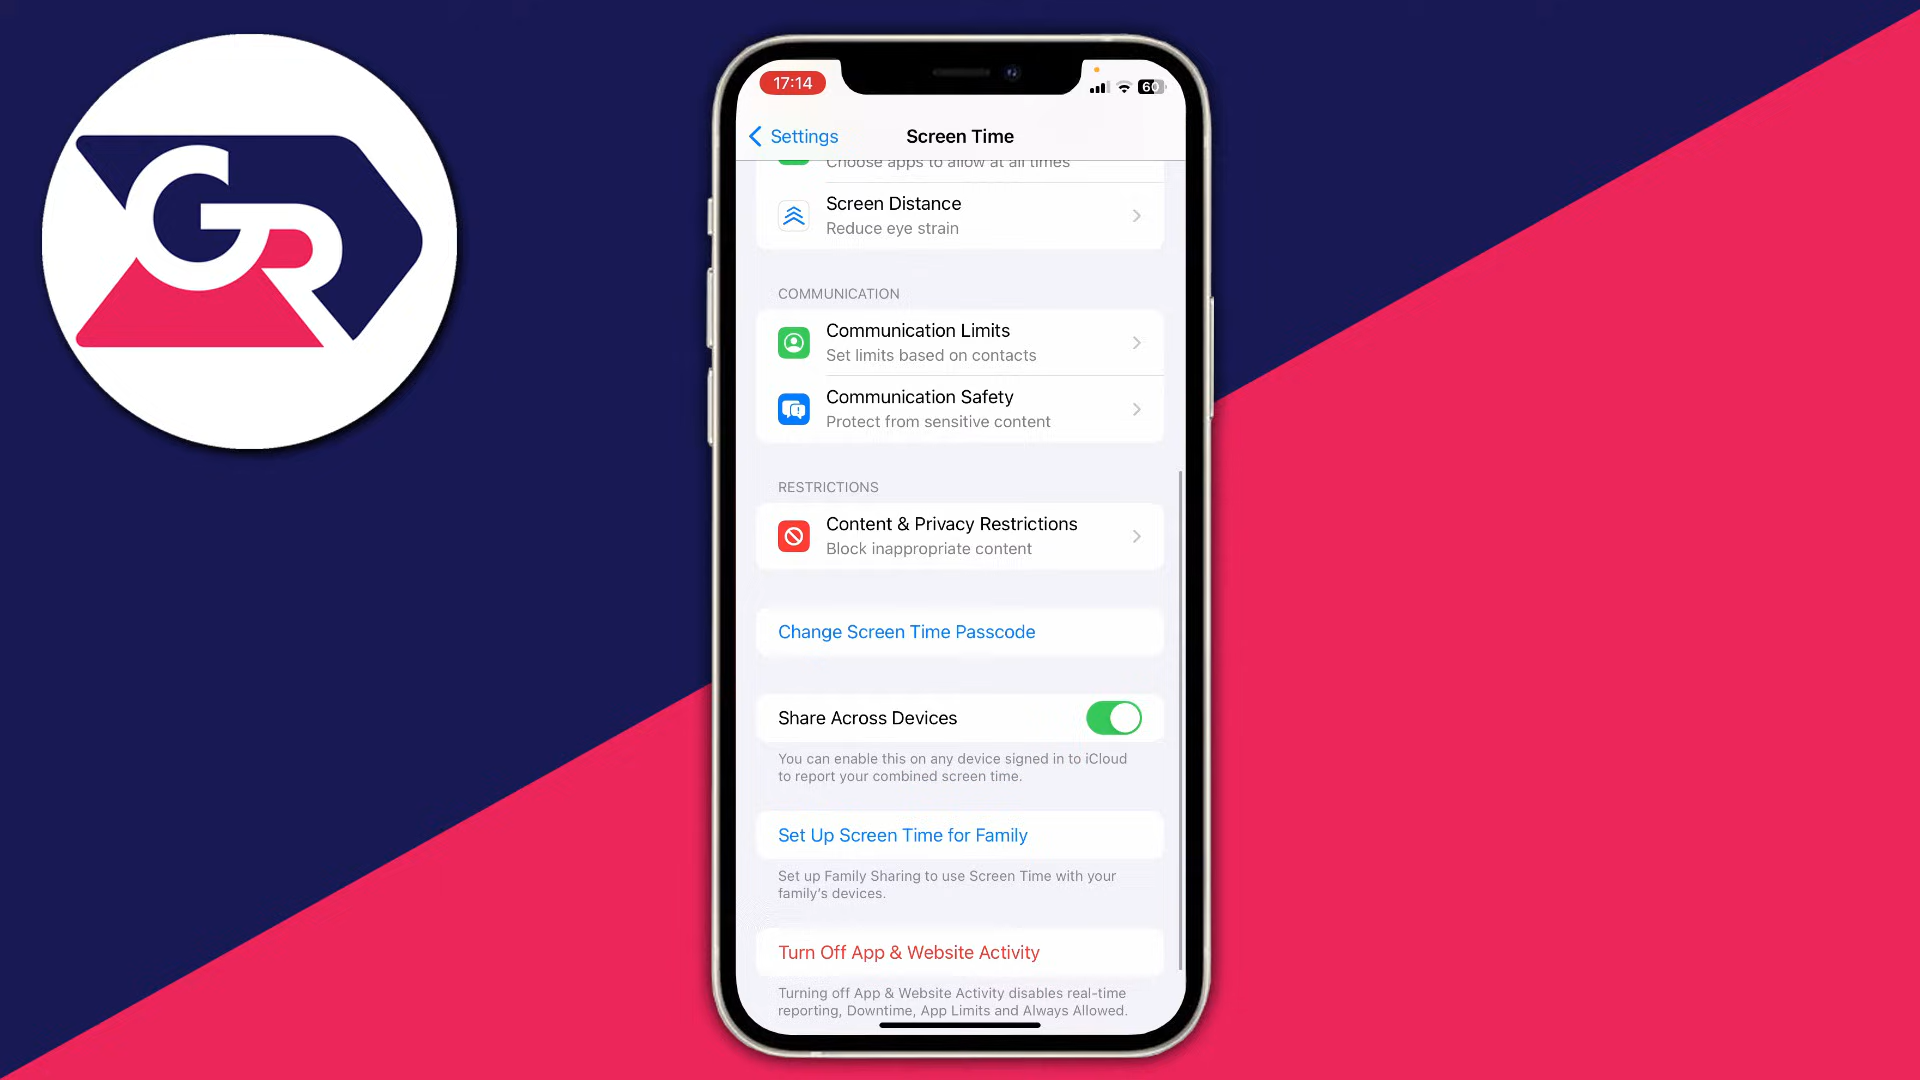 GR
17:14
60
Settings
Screen Time
Choose apps to allow at all times
Screen Distance
Reduce eye strain
COMMUNICATION
Communication Limits
Set limits based on contacts
Communication Safety
Protect from sensitive content
RESTRICTIONS
Content & Privacy Restrictions
Block inappropriate content
Change Screen Time Passcode
Share Across Devices
You can enable this on any device signed in to iCloud
to report your combined screen time.
Set Up Screen Time for Family
Set up Family Sharing to use Screen Time with your
family's devices.
Turn Off App & Website Activity
Turning off App & Website Activity disables real-time
reporting, Downtime, App Limits and Always Allowed.